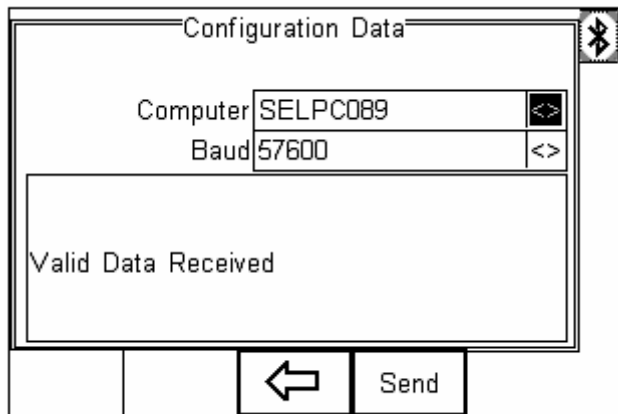 Configuration Data
Computer SELPC089 <>
Baud 57600 <>
Valid Data Received
Send